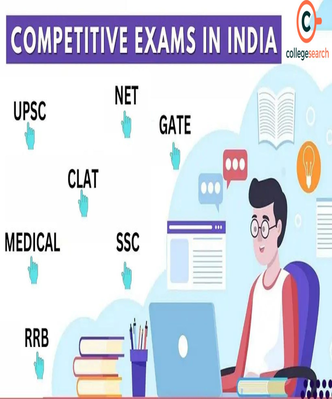 COMPETITIVE EXAMS IN INDIA
C
collegesearch
NET
UPSC
GATE
CLAT
MEDICAL
SSC
RRB